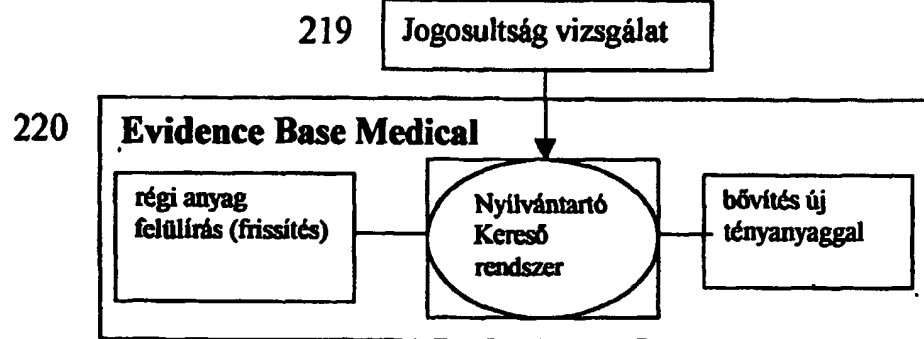 219 Jogosultság vizsgálat
220 Evidence Base Medical
régi anyag
felülírás (frissítés)
Nyilvántartó
Kereső
rendszer
bővítés új
tényanyaggal